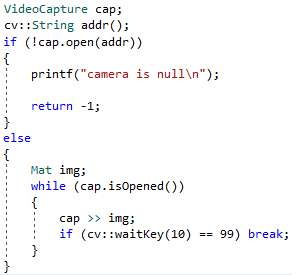 VideoCapture cap;
cv::String addr();
if (!cap.open(addr))
{
    printf("camera is null\n");

    return -1;
}
else
{
    Mat img;
    while (cap.isOpened())
    {
        cap >> img;
        if (cv::waitKey(10) == 99) break;
    }
}